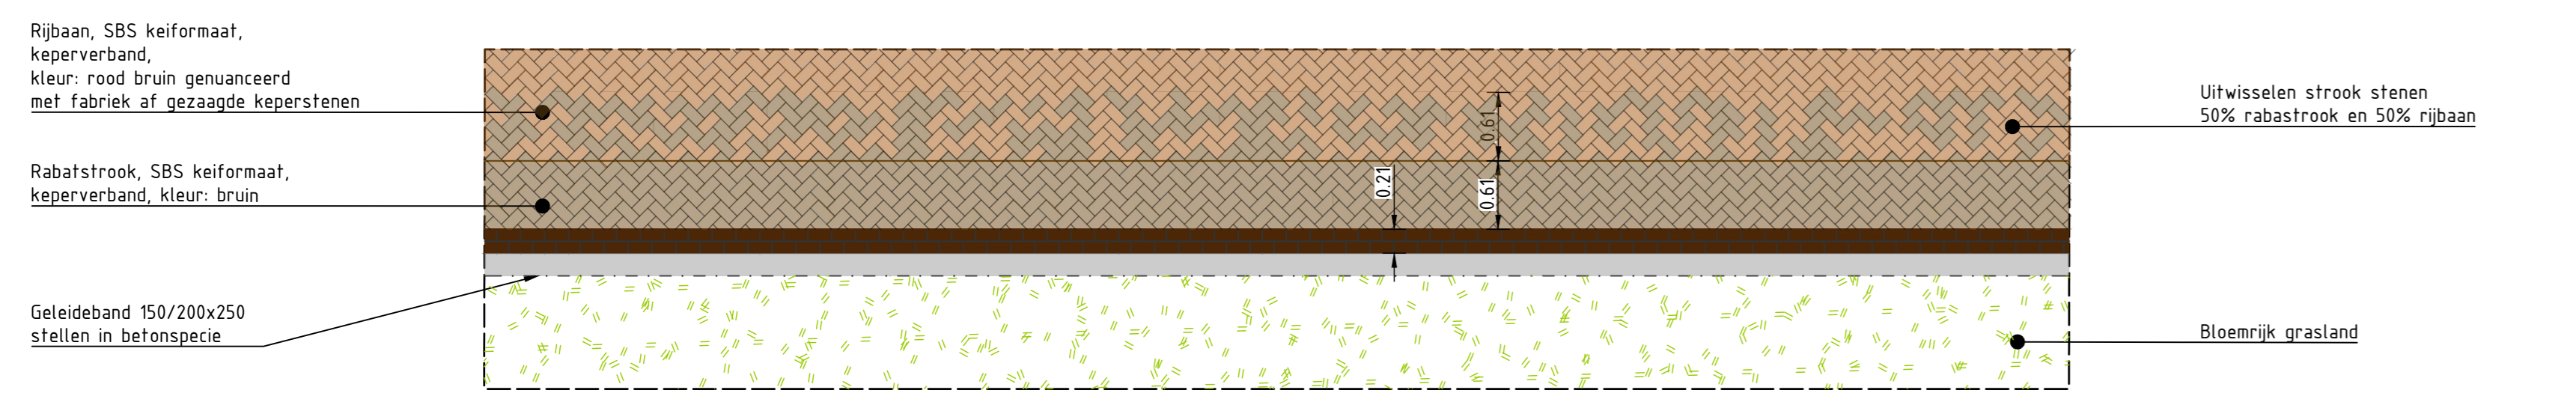 Rijbaan, SBS keiformaat,
keperverband,
kleur: rood bruin genuanceerd
met fabriek af gezaagde keperstenen
Rabatstrook, SBS keiformaat,
keperverband, kleur: bruin
Geleideband 150/200x250
stellen in betonspecie
0.61
0.21
0.61
Uitwisselen strook stenen
50% rabastrook en 50% rijbaan
Bloemrijk grasland